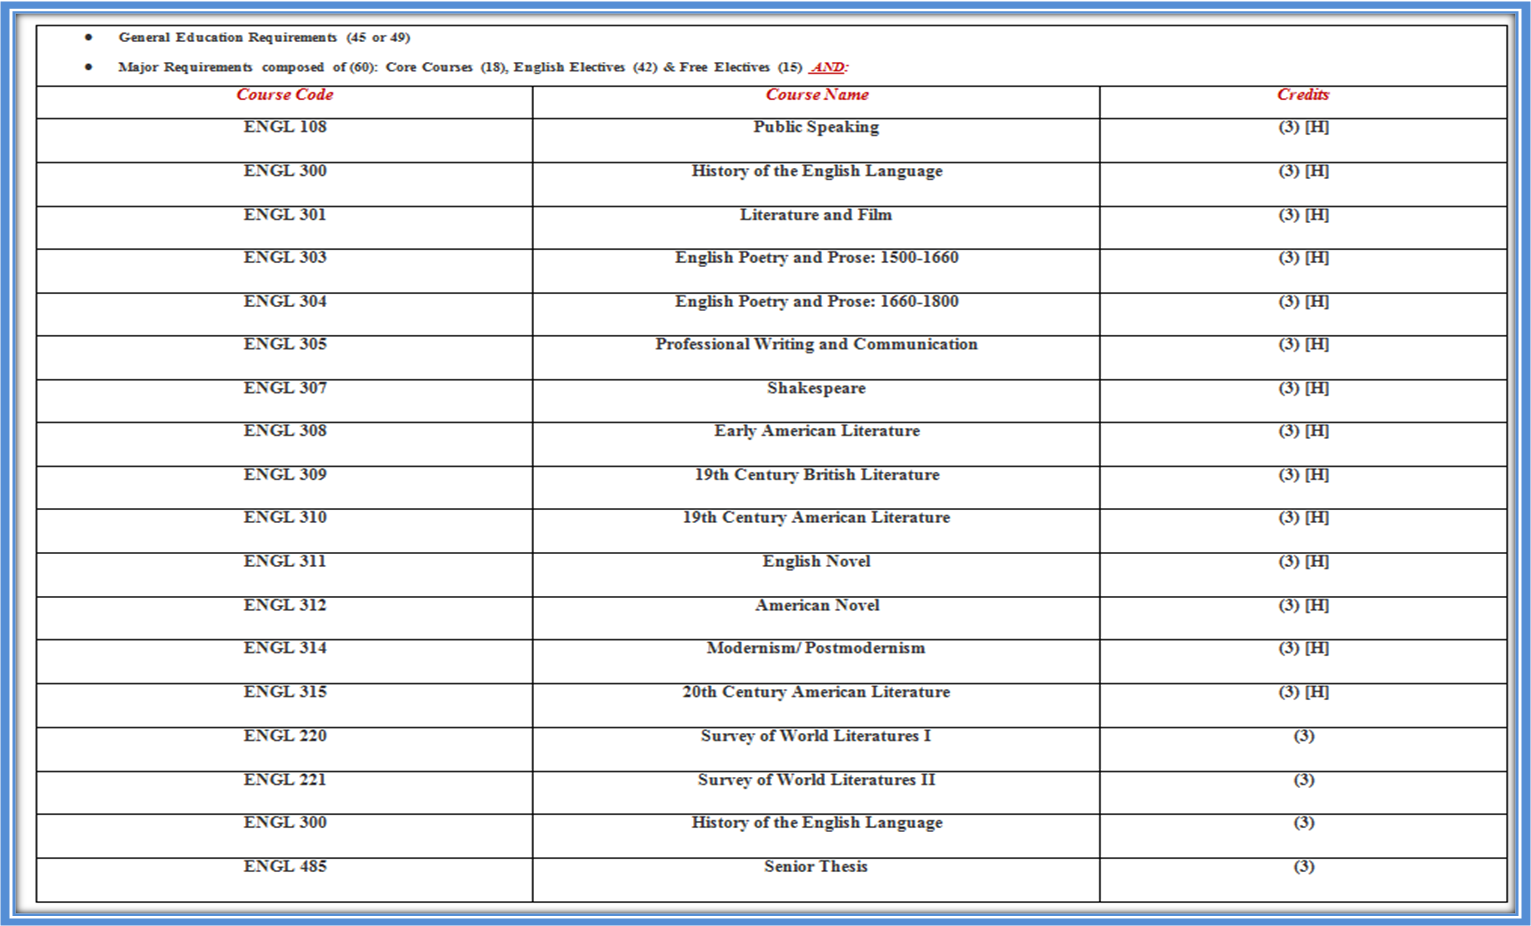 • General Education Requirements (45 or 49)
• Major Requirements composed of (60): Core Courses (18), English Electives (42) & Free Electives (15) AND:
Course Code Course Name Credits
ENGL 108 Public Speaking (3) [H]
ENGL 300 History of the English Language (3) [H]
ENGL 301 Literature and Film (3) [H]
ENGL 303 English Poetry and Prose: 1500-1660 (3) [H]
ENGL 304 English Poetry and Prose: 1660-1800 (3) [H]
ENGL 305 Professional Writing and Communication (3) [H]
ENGL 307 Shakespeare (3) [H]
ENGL 308 Early American Literature (3) [H]
ENGL 309 19th Century British Literature (3) [H]
ENGL 310 19th Century American Literature (3) [H]
ENGL 311 English Novel (3) [H]
ENGL 312 American Novel (3) [H]
ENGL 314 Modernism/ Postmodernism (3) [H]
ENGL 315 20th Century American Literature (3) [H]
ENGL 220 Survey of World Literatures I (3)
ENGL 221 Survey of World Literatures II (3)
ENGL 300 History of the English Language (3)
ENGL 485 Senior Thesis (3)